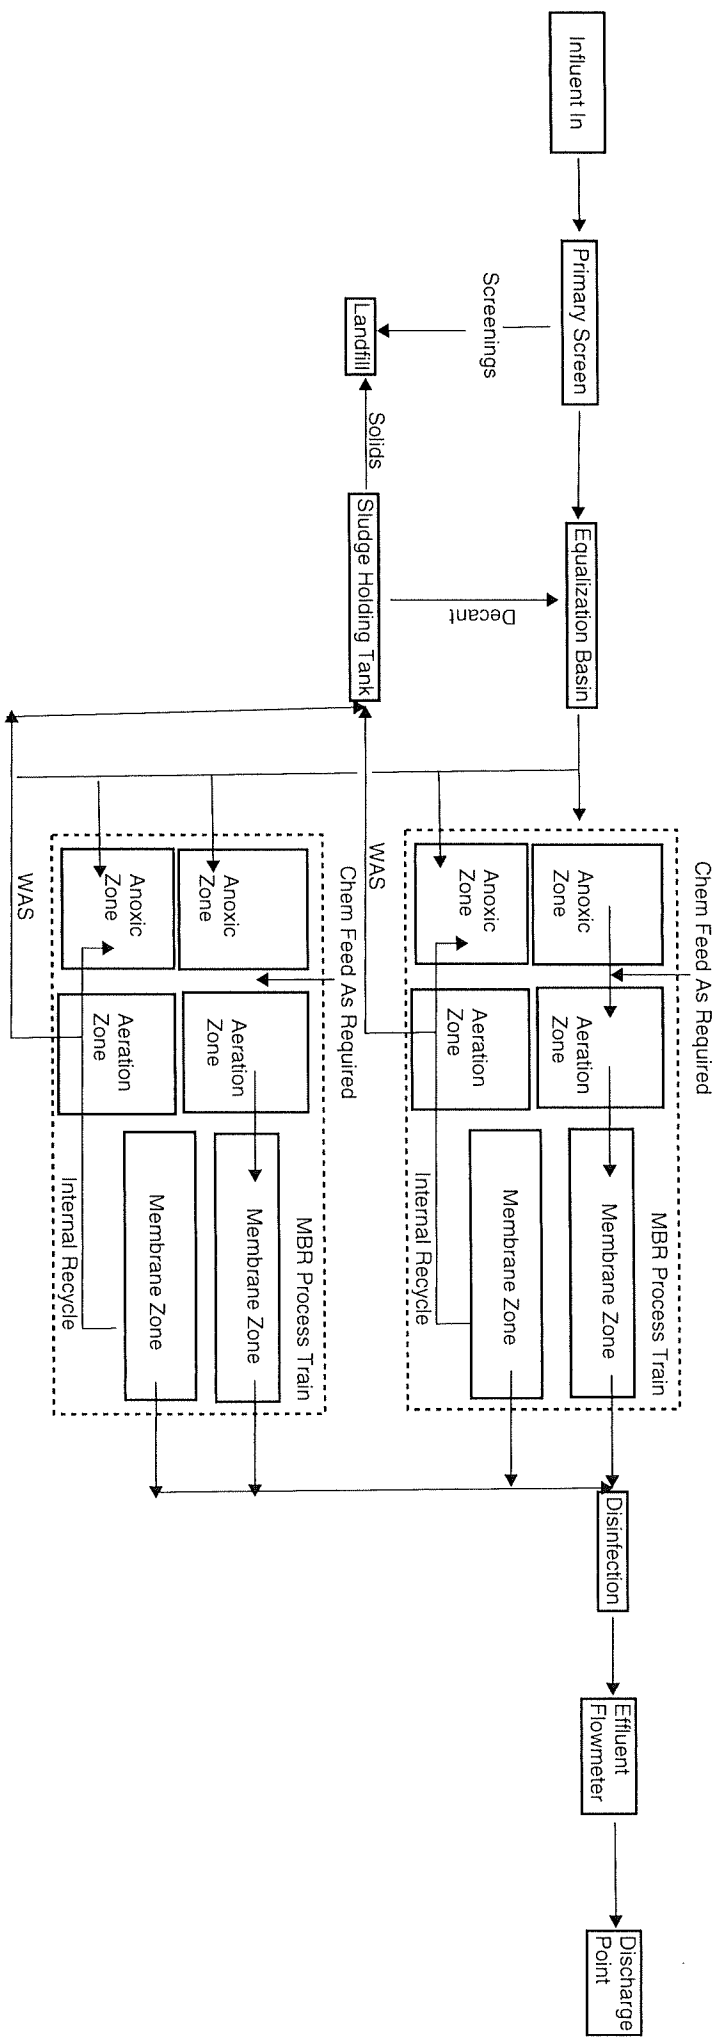 Influent In
Primary Screen
Screenings
Landfill
Solids
Sludge Holding Tank
Decant
Equalization Basin
WAS
WAS
Chem Feed As Required
Anoxic
Zone
Aeration
Zone
MBR Process Train
Membrane Zone
Anoxic
Zone
Aeration
Zone
Membrane Zone
Internal Recycle
Chem Feed As Required
Anoxic
Zone
Aeration
Zone
MBR Process Train
Membrane Zone
Anoxic
Zone
Aeration
Zone
Membrane Zone
Internal Recycle
Disinfection
Effluent
Flowmeter
Discharge
Point